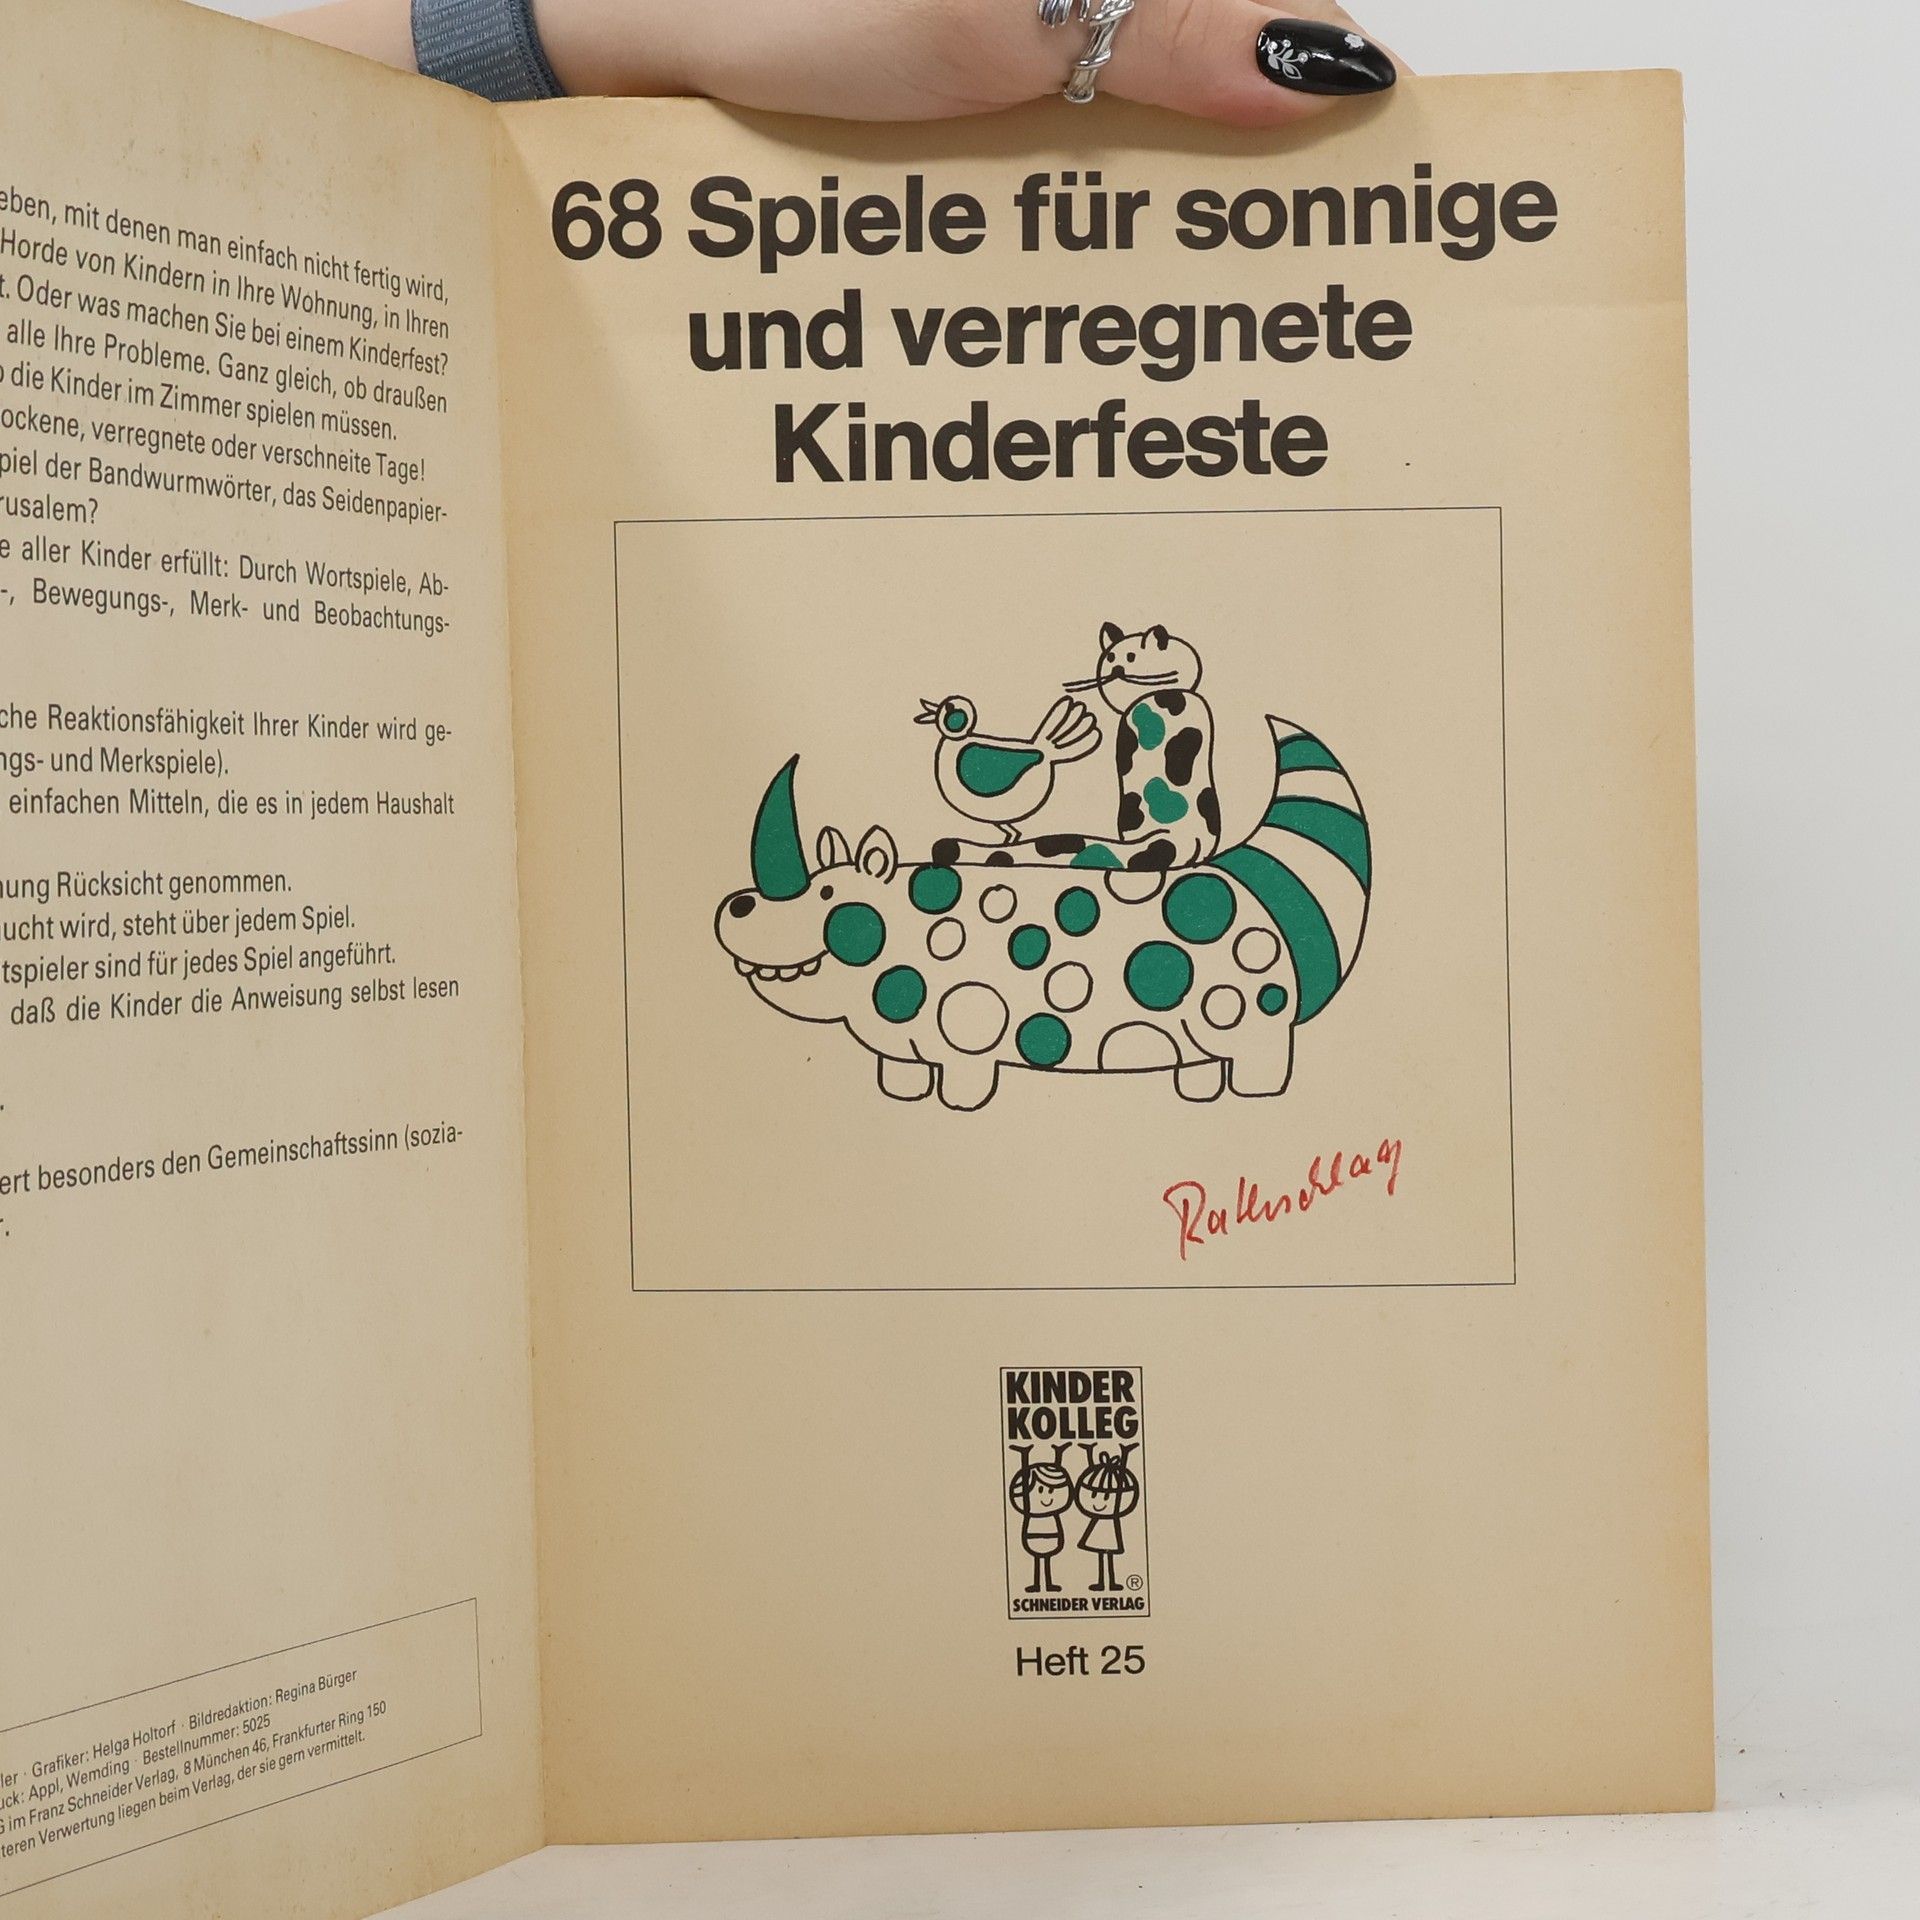 eben, mit denen man einfach nicht fertig wird,
Horde von Kindern in Ihre Wohnung, in Ihren
t. Oder was machen Sie bei einem Kinderfest?
alle Ihre Probleme. Ganz gleich, ob draußen
die Kinder im Zimmer spielen müssen.
ockene, verregnete oder verschneite Tage!
piel der Bandwurmwörter, das Seidenpapier-
rusalem?
e aller Kinder erfüllt: Durch Wortspiele, Ab-
-, Bewegungs-, Merk- und Beobachtungs-
che Reaktionsfähigkeit Ihrer Kinder wird ge-
ngs- und Merkspiele).
einfachen Mitteln, die es in jedem Haushalt
nung Rücksicht genommen.
aucht wird, steht über jedem Spiel.
tspieler sind für jedes Spiel angeführt.
daß die Kinder die Anweisung selbst lesen
ert besonders den Gemeinschaftssinn (sozia-
r.
ler · Grafiker: Helga Holtorf · Bildredaktion: Regina Bürger
uck: Appl, Wemding · Bestellnummer: 5025
G im Franz Schneider Verlag, 8 München 46, Frankfurter Ring 150
teren Verwertung liegen beim Verlag, der sie gern vermittelt.
68 Spiele für sonnige
und verregnete
Kinderfeste
KINDER
KOLLEG
®
SCHNEIDER VERLAG
Heft 25